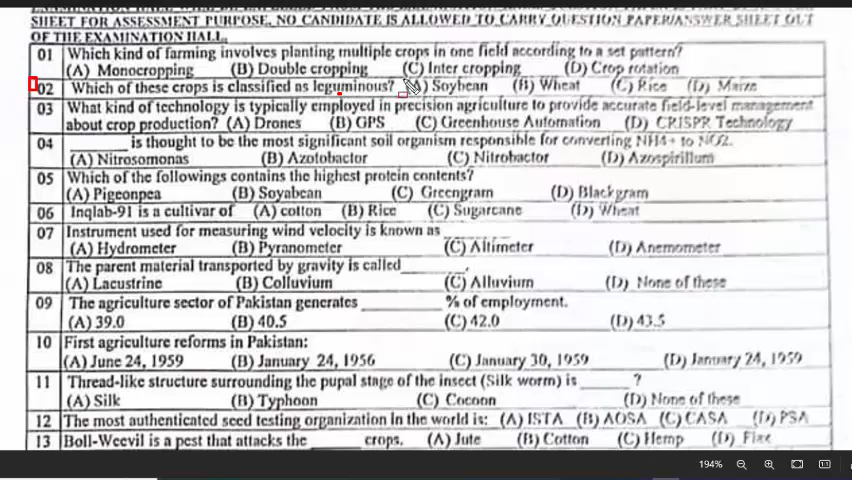 SHEET FOR ASSESSMENT PURPOSE. NO CANDIDATE IS ALLOWED TO CARRY QUESTION PAPER/ANSWER SHEET OUT
OF THE EXAMINATION HALL.
01 Which kind of farming involves planting multiple crops in one field according to a set pattern?
(A) Monocropping (B) Double cropping (C) Inter cropping (D) Crop rotation
02 Which of these crops is classified as leguminous? (A) Soybean (B) Wheat (C) Rice (D) Maize
03 What kind of technology is typically employed in precision agriculture to provide accurate field-level management
about crop production? (A) Drones (B) GPS (C) Greenhouse Automation (D) CRISPR Technology
04 ______ is thought to be the most significant soil organism responsible for converting NH4+ to NO2.
(A) Nitrosomonas (B) Azotobactor (C) Nitrobactor (D) Azospirillum
05 Which of the followings contains the highest protein contents?
(A) Pigeonpea (B) Soyabean (C) Greengram (D) Blackgram
06 Inqlab-91 is a cultivar of (A) cotton (B) Rice (C) Sugarcane (D) Wheat
07 Instrument used for measuring wind velocity is known as ______
(A) Hydrometer (B) Pyranometer (C) Altimeter (D) Anemometer
08 The parent material transported by gravity is called______.
(A) Lacustrine (B) Colluvium (C) Alluvium (D) None of these
09 The agriculture sector of Pakistan generates ______ % of employment.
(A) 39.0 (B) 40.5 (C) 42.0 (D) 43.5
10 First agriculture reforms in Pakistan:
(A) June 24, 1959 (B) January 24, 1956 (C) January 30, 1959 (D) January 24, 1959
11 Thread-like structure surrounding the pupal stage of the insect (Silk worm) is ______ ?
(A) Silk (B) Typhoon (C) Cocoon (D) None of these
12 The most authenticated seed testing organization in the world is: (A) ISTA (B) AOSA (C) CASA (D) PSA
13 Boll-Weevil is a pest that attacks the ______ crops. (A) Jute (B) Cotton (C) Hemp (D) Flax
194% 1:1